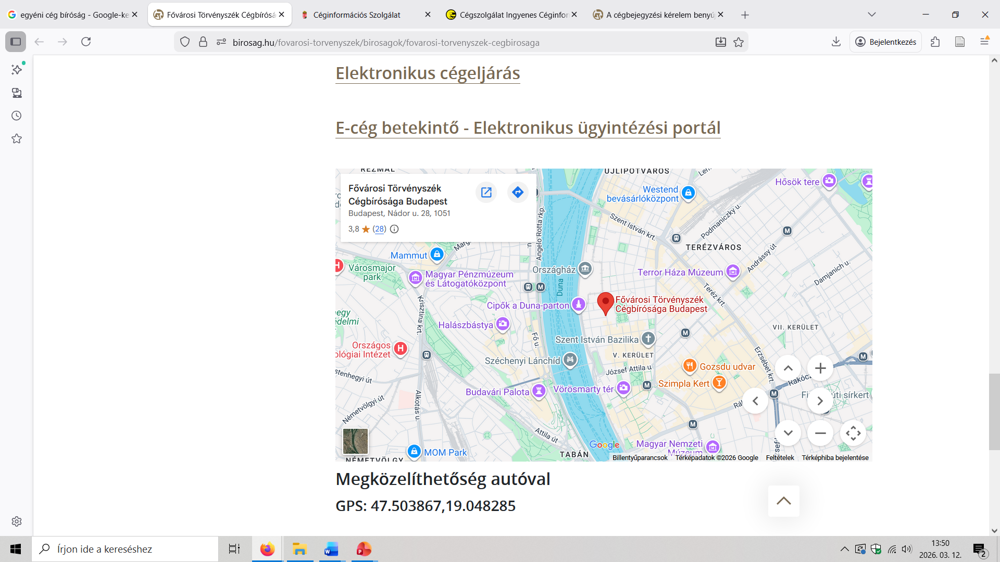 egyéni cég bíróság - Google-ke
Fővárosi Törvényszék Cégbírósá
Céginformációs Szolgálat
Cégszolgálat Ingyenes Céginfor
A cégbejegyzési kérelem benyúj
birosag.hu/fovarosi-torvenyszek/birosagok/fovarosi-torvenyszek-cegbirosaga
Bejelentkezés
Elektronikus cégeljárás
E-cég betekintő - Elektronikus ügyintézési portál
RÉZMÁL
Fővárosi Törvényszék
Cégbírósága Budapest
Budapest, Nádor u. 28, 1051
3,8 (28)
ÚJLIPÓTVÁROS
Hősök tere
Westend
bevásárlóközpont
Angelo Rotta rkp.
Szent István krt.
Podmaniczky u.
TERÉZVÁROS
Andrássy út
Damjanich u.
Mammut
Városmajor
park
Magyar Pénzmúzeum
és Látogatóközpont
Országház
Duna
Terror Háza Múzeum
Teréz krt.
Cipők a Duna-parton
Fővárosi Törvényszék
Cégbírósága Budapest
Krisztina krt.
Halászbástya
Fő u.
VII. KERÜLET
Szent István Bazilika
Országos
ológiai Intézet
V. KERÜLET
Erzsébet krt.
Széchenyi Lánchíd
József Attila u.
Gozsdu udvar
stenhegyi út
Szimpla Kert
Rákócz
Budavári Palota
Vörösmarty tér
Németvölgyi út
Alkotás u.
Attila út
Google
Magyar Nemzeti
Múzeum
MOM Park
TABÁN
NÉMETVÖLGY
Billentyűparancsok
Térképadatok ©2026 Google
Feltételek
Térképhiba bejelentése
Megközelíthetőség autóval
GPS: 47.503867,19.048285
Írjon ide a kereséshez
13:50
2026. 03. 12.
2